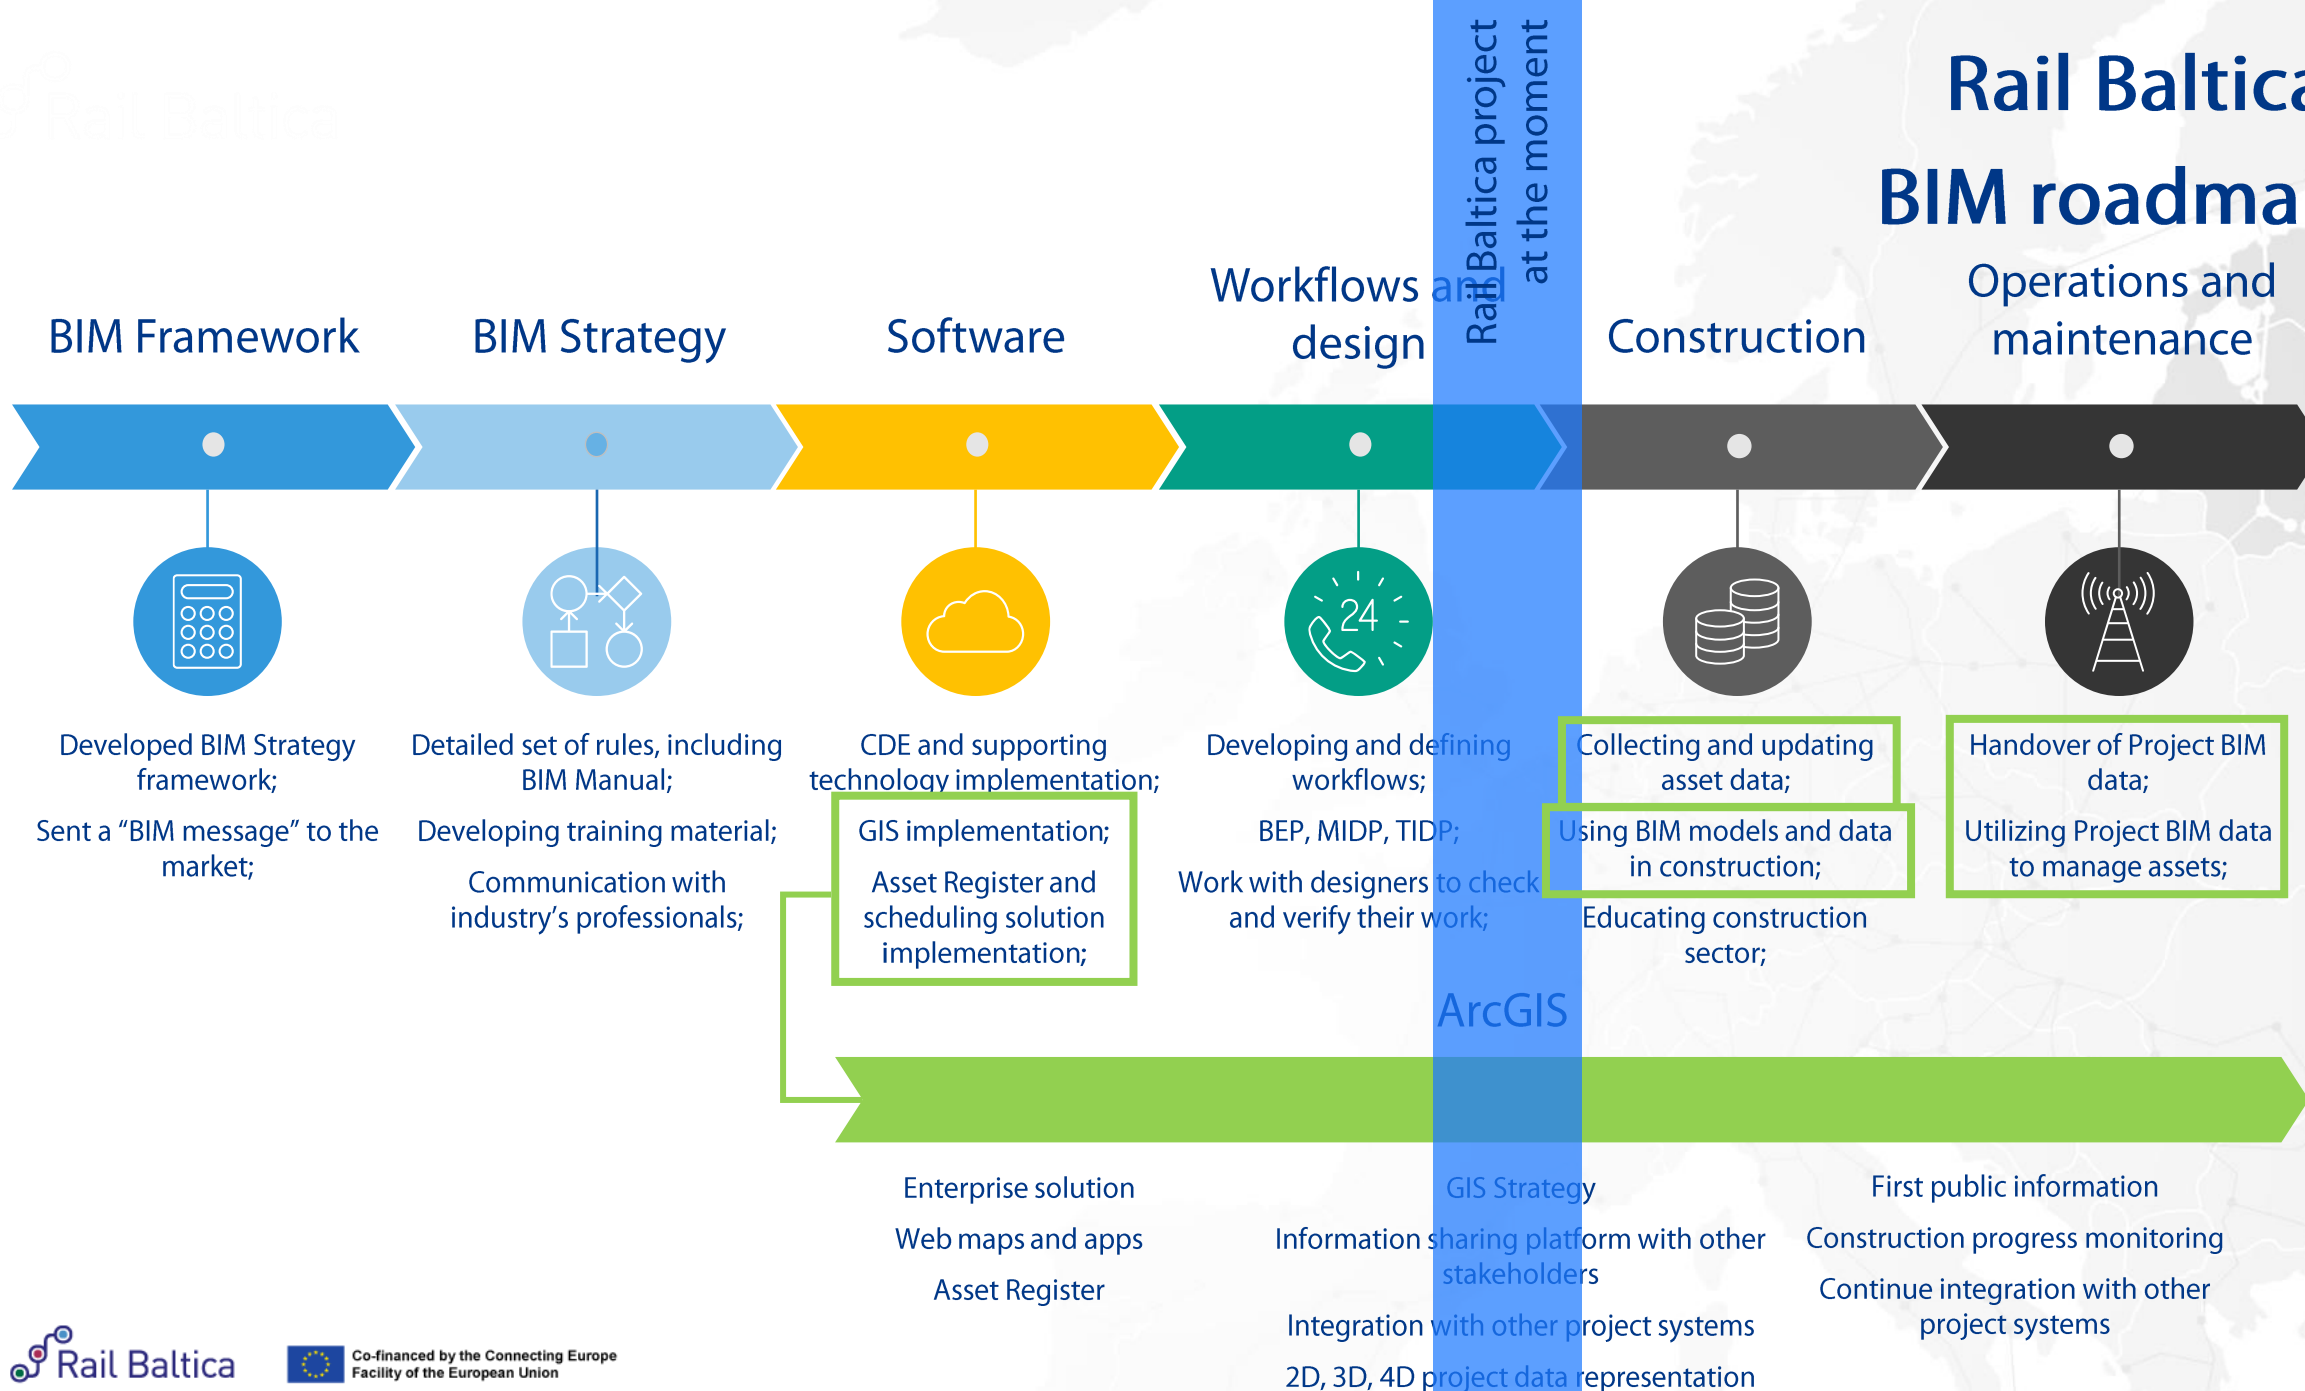 Rail Baltica
BIM roadma
Rail Baltica project
at the moment
BIM Framework
BIM Strategy
Software
Workflows and
design
Construction
Operations and
maintenance
24
Developed BIM Strategy
framework;
Sent a “BIM message” to the
market;
Detailed set of rules, including
BIM Manual;
Developing training material;
Communication with
industry’s professionals;
CDE and supporting
technology implementation;
GIS implementation;
Asset Register and
scheduling solution
implementation;
Developing and defining
workflows;
BEP, MIDP, TIDP;
Work with designers to check
and verify their work;
Collecting and updating
asset data;
Using BIM models and data
in construction;
Educating construction
sector;
Handover of Project BIM
data;
Utilizing Project BIM data
to manage assets;
ArcGIS
Enterprise solution
Web maps and apps
Asset Register
GIS Strategy
Information sharing platform with other
stakeholders
Integration with other project systems
2D, 3D, 4D project data representation
First public information
Construction progress monitoring
Continue integration with other
project systems
Rail Baltica
Co-financed by the Connecting Europe
Facility of the European Union